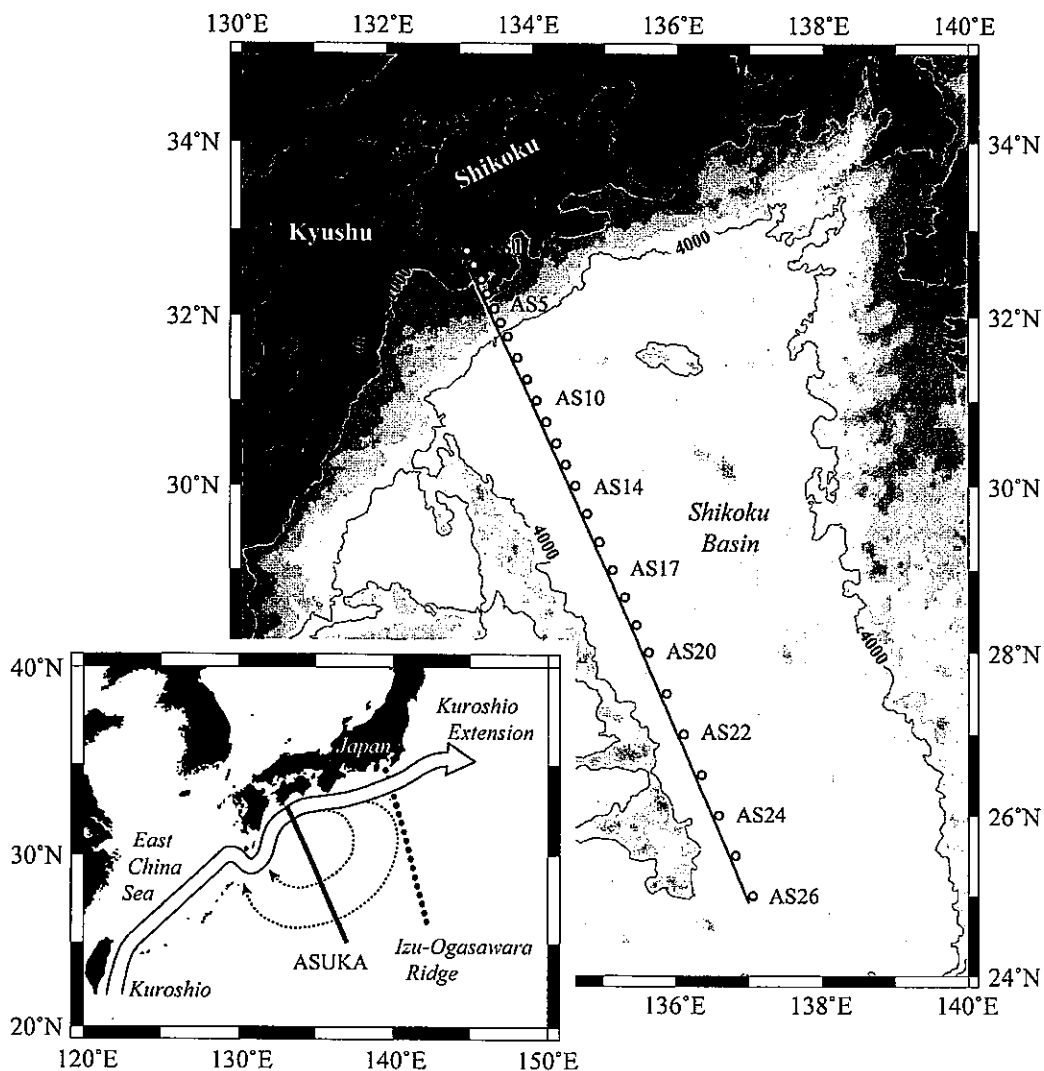 130°E 132°E 134°E 136°E 138°E 140°E
34°N 34°N
Shikoku
Kyushu
4000
32°N AS5 32°N
AS10
30°N AS14 30°N
Shikoku
Basin
4000
AS17
4000
AS20
28°N
AS22
AS24 26°N
AS26
24°N
136°E 138°E 140°E
40°N
Kuroshio
Extension
Japan
East
China
Sea
30°N
ASUKA
Izu-Ogasawara
Ridge
Kuroshio
20°N
120°E 130°E 140°E 150°E